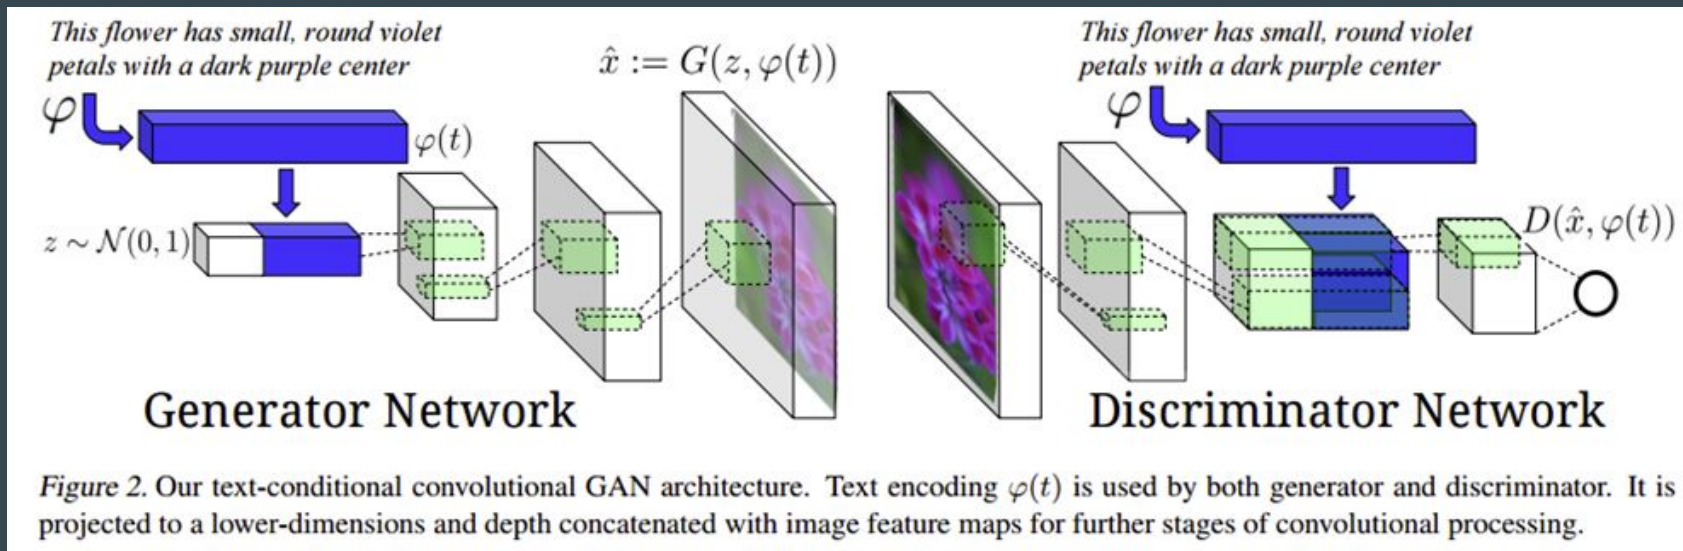 This flower has small, round violet
petals with a dark purple center
φ
φ(t)
z ~ N(0, 1)
x̂ := G(z, φ(t))
Generator Network
This flower has small, round violet
petals with a dark purple center
φ
D(x̂, φ(t))
Discriminator Network
Figure 2. Our text-conditional convolutional GAN architecture. Text encoding φ(t) is used by both generator and discriminator. It is
projected to a lower-dimensions and depth concatenated with image feature maps for further stages of convolutional processing.